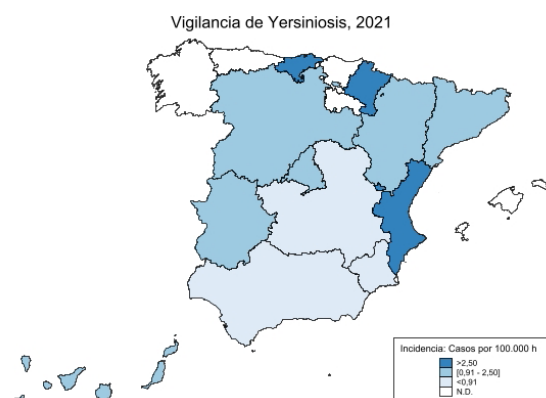 Vigilancia de Yersiniosis, 2021
Incidencia: Casos por 100.000 h
>2,50
[0,91 - 2,50]
<0,91
N.D.